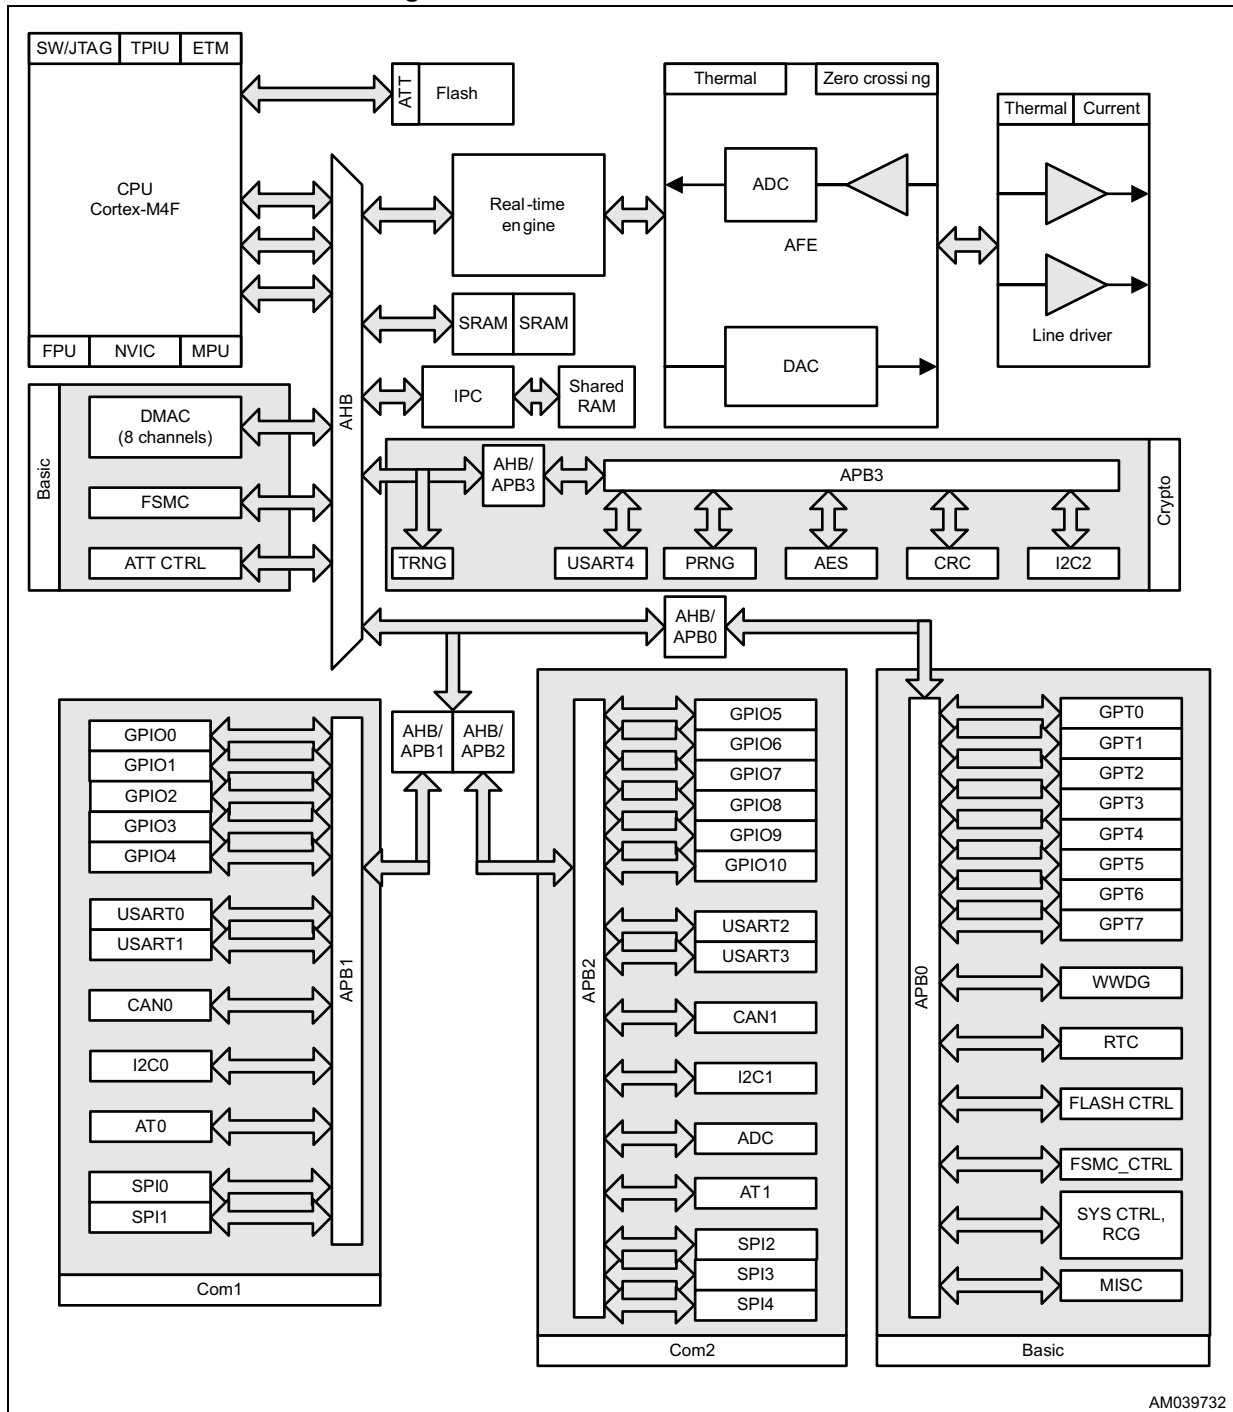 SW/JTAG TPIU ETM
CPU
Cortex-M4F
FPU NVIC MPU
ATT Flash
Real-time
engine
Thermal Zero crossing
ADC
AFE
DAC
Thermal Current
Line driver
SRAM SRAM
IPC
Shared
RAM
AHB
Basic
DMAC
(8 channels)
FSMC
ATT CTRL
AHB/
APB3
APB3
TRNG USART4 PRNG AES CRC I2C2
Crypto
AHB/
APB0
AHB/
APB1
AHB/
APB2
GPIO0
GPIO1
GPIO2
GPIO3
GPIO4
USART0
USART1
CAN0
I2C0
AT0
SPI0
SPI1
APB1
Com1
APB2
GPIO5
GPIO6
GPIO7
GPIO8
GPIO9
GPIO10
USART2
USART3
CAN1
I2C1
ADC
AT1
SPI2
SPI3
SPI4
Com2
APB0
GPT0
GPT1
GPT2
GPT3
GPT4
GPT5
GPT6
GPT7
WWDG
RTC
FLASH CTRL
FSMC_CTRL
SYS CTRL,
RCG
MISC
Basic
AM039732